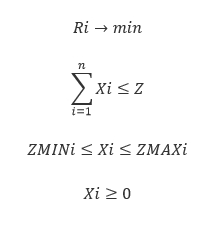 Ri → min
n
∑ Xi ≤ Z
i=1
ZMINi ≤ Xi ≤ ZMAXi
Xi ≥ 0